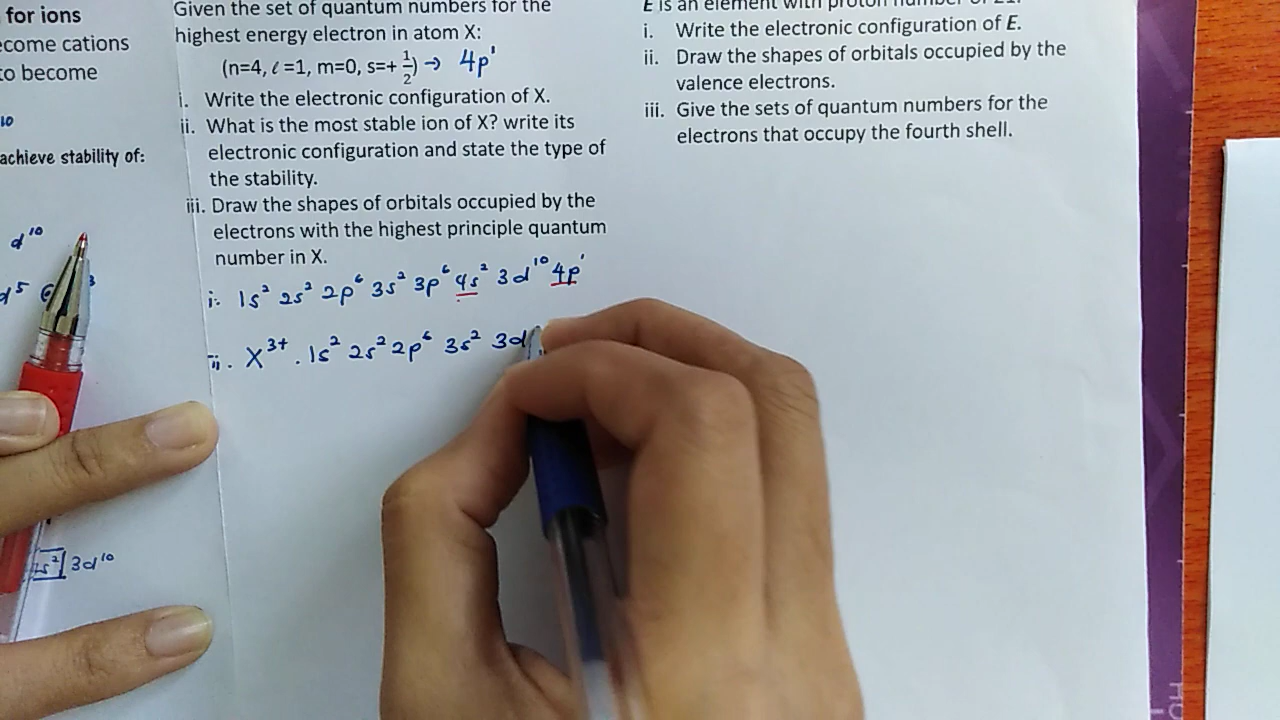 for ions
ecome cations
to become
10
achieve stability of:
d¹⁰
d⁵
3d¹⁰
Given the set of quantum numbers for the
highest energy electron in atom X:
(n=4, ℓ =1, m=0, s=+ ½) → 4p¹
i. Write the electronic configuration of X.
ii. What is the most stable ion of X? write its
electronic configuration and state the type of
the stability.
iii. Draw the shapes of orbitals occupied by the
electrons with the highest principle quantum
number in X.
i. 1s² 2s² 2p⁶ 3s² 3p⁶ 4s² 3d¹⁰ 4p¹
ii. X³⁺ . 1s² 2s² 2p⁶ 3s² 3d
E is an element with proton number of 21.
i. Write the electronic configuration of E.
ii. Draw the shapes of orbitals occupied by the
valence electrons.
iii. Give the sets of quantum numbers for the
electrons that occupy the fourth shell.